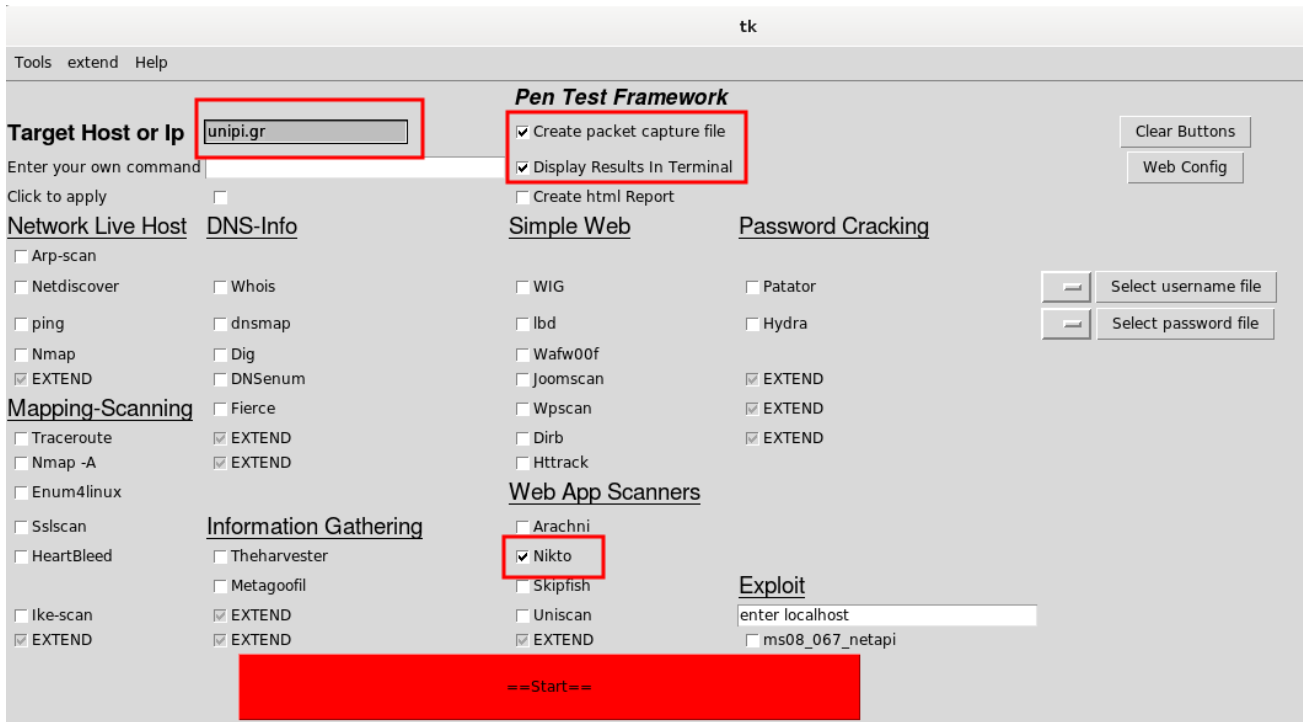 tk
Tools extend Help
Pen Test Framework
Target Host or Ip unipi.gr Create packet capture file Clear Buttons
Enter your own command Display Results In Terminal Web Config
Click to apply Create html Report
Network Live Host DNS-Info Simple Web Password Cracking
Arp-scan
Netdiscover Whois WIG Patator Select username file
ping dnsmap lbd Hydra Select password file
Nmap Dig Wafw00f
EXTEND DNSenum Joomscan EXTEND
Mapping-Scanning Fierce Wpscan EXTEND
Traceroute EXTEND Dirb EXTEND
Nmap -A EXTEND Httrack
Enum4linux Web App Scanners
Sslscan Information Gathering Arachni
HeartBleed Theharvester Nikto
Metagoofil Skipfish Exploit
Ike-scan EXTEND Uniscan enter localhost
EXTEND EXTEND EXTEND ms08_067_netapi
==Start==